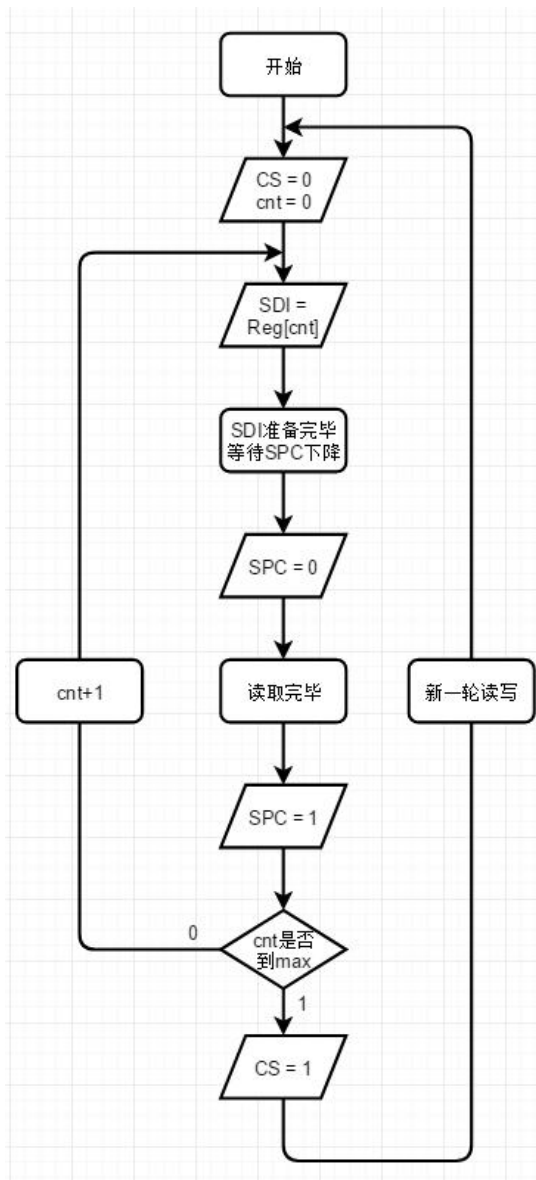 开始
CS = 0
cnt = 0
SDI =
Reg[cnt]
SDI准备完毕
等待SPC下降
SPC = 0
cnt+1
读取完毕
新一轮读写
SPC = 1
0
cnt是否
到max
1
CS = 1